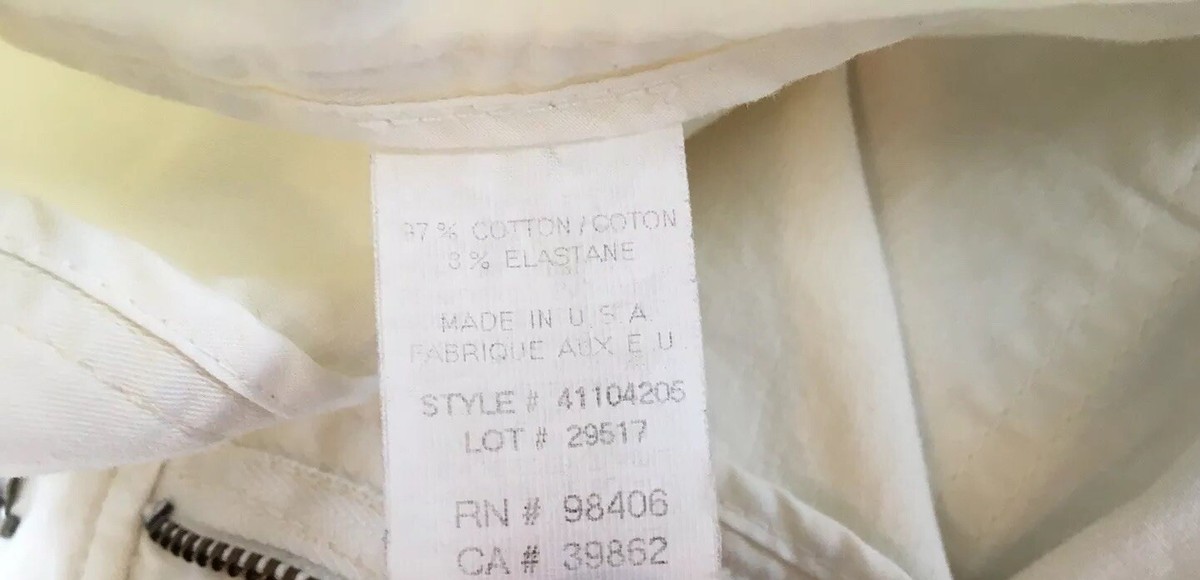 97% COTTON / COTON
3% ELASTANE
MADE IN U.S.A.
FABRIQUE AUX E.U.
STYLE # 41104205
LOT # 29517
RN # 98406
CA # 39862